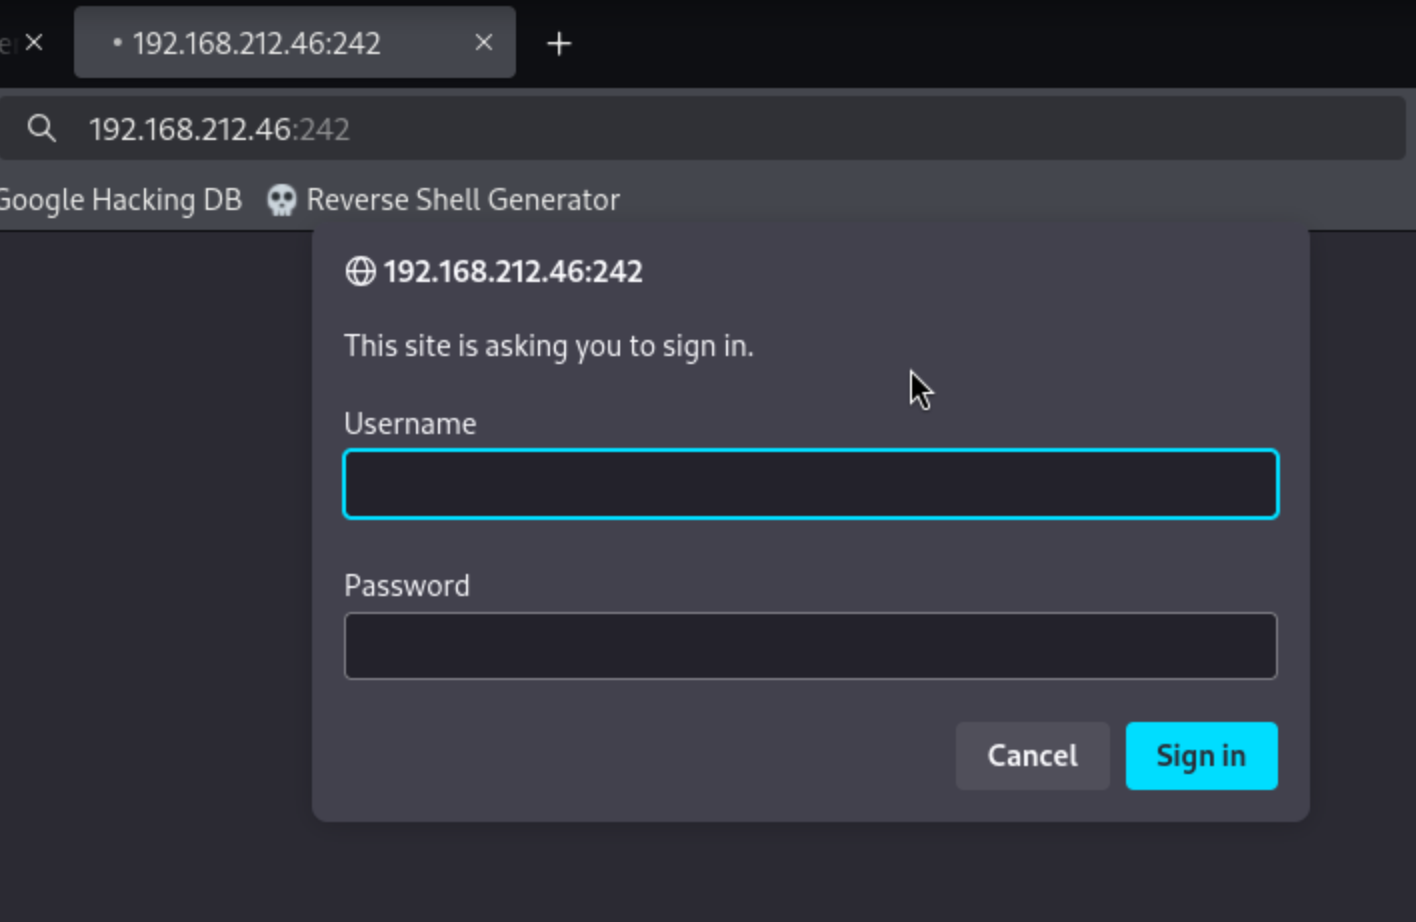 192.168.212.46:242
192.168.212.46:242
Google Hacking DB Reverse Shell Generator
192.168.212.46:242
This site is asking you to sign in.
Username
Password
Cancel Sign in